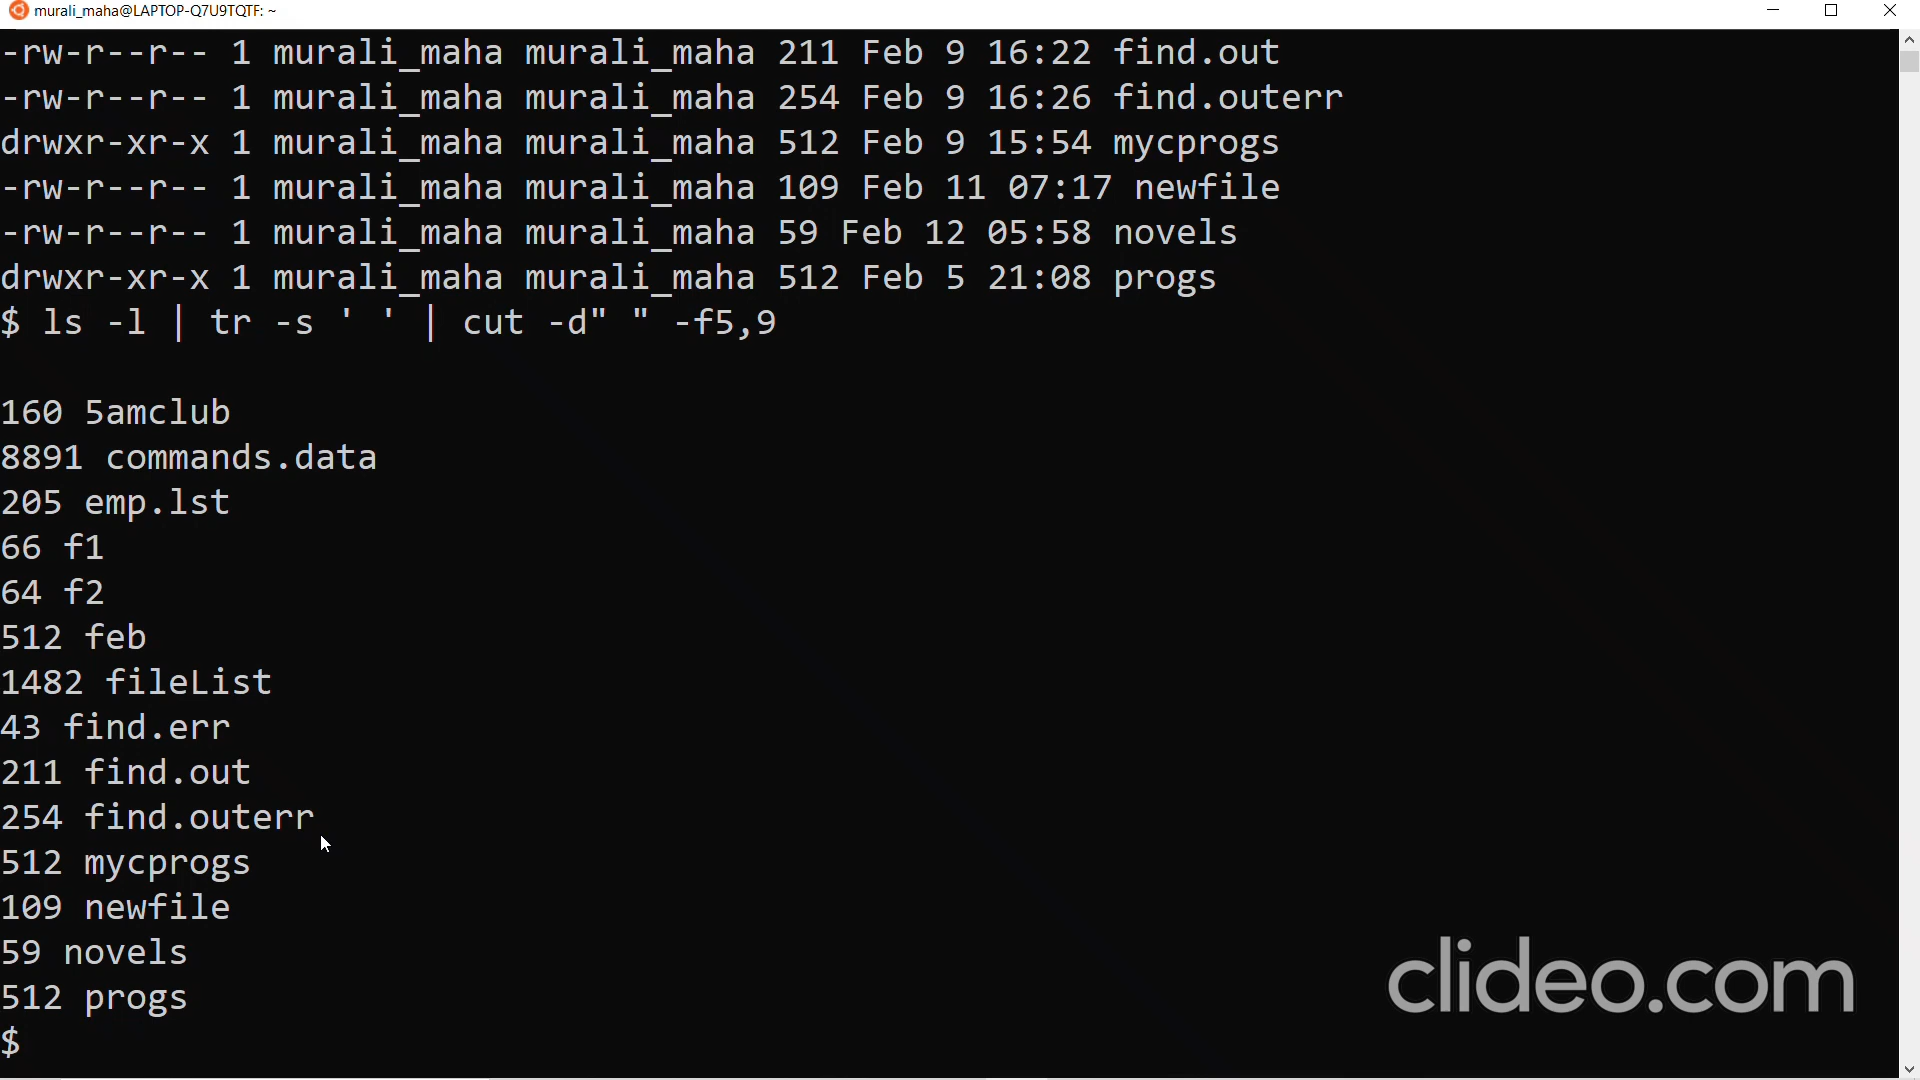 murali_maha@LAPTOP-Q7U9TQTF: ~
-rw-r--r-- 1 murali_maha murali_maha 211 Feb 9 16:22 find.out
-rw-r--r-- 1 murali_maha murali_maha 254 Feb 9 16:26 find.outerr
drwxr-xr-x 1 murali_maha murali_maha 512 Feb 9 15:54 mycprogs
-rw-r--r-- 1 murali_maha murali_maha 109 Feb 11 07:17 newfile
-rw-r--r-- 1 murali_maha murali_maha 59 Feb 12 05:58 novels
drwxr-xr-x 1 murali_maha murali_maha 512 Feb 5 21:08 progs
$ ls -l | tr -s ' ' | cut -d" " -f5,9
160 5amclub
8891 commands.data
205 emp.lst
66 f1
64 f2
512 feb
1482 fileList
43 find.err
211 find.out
254 find.outerr
512 mycprogs
109 newfile
59 novels
512 progs
$
clideo.com